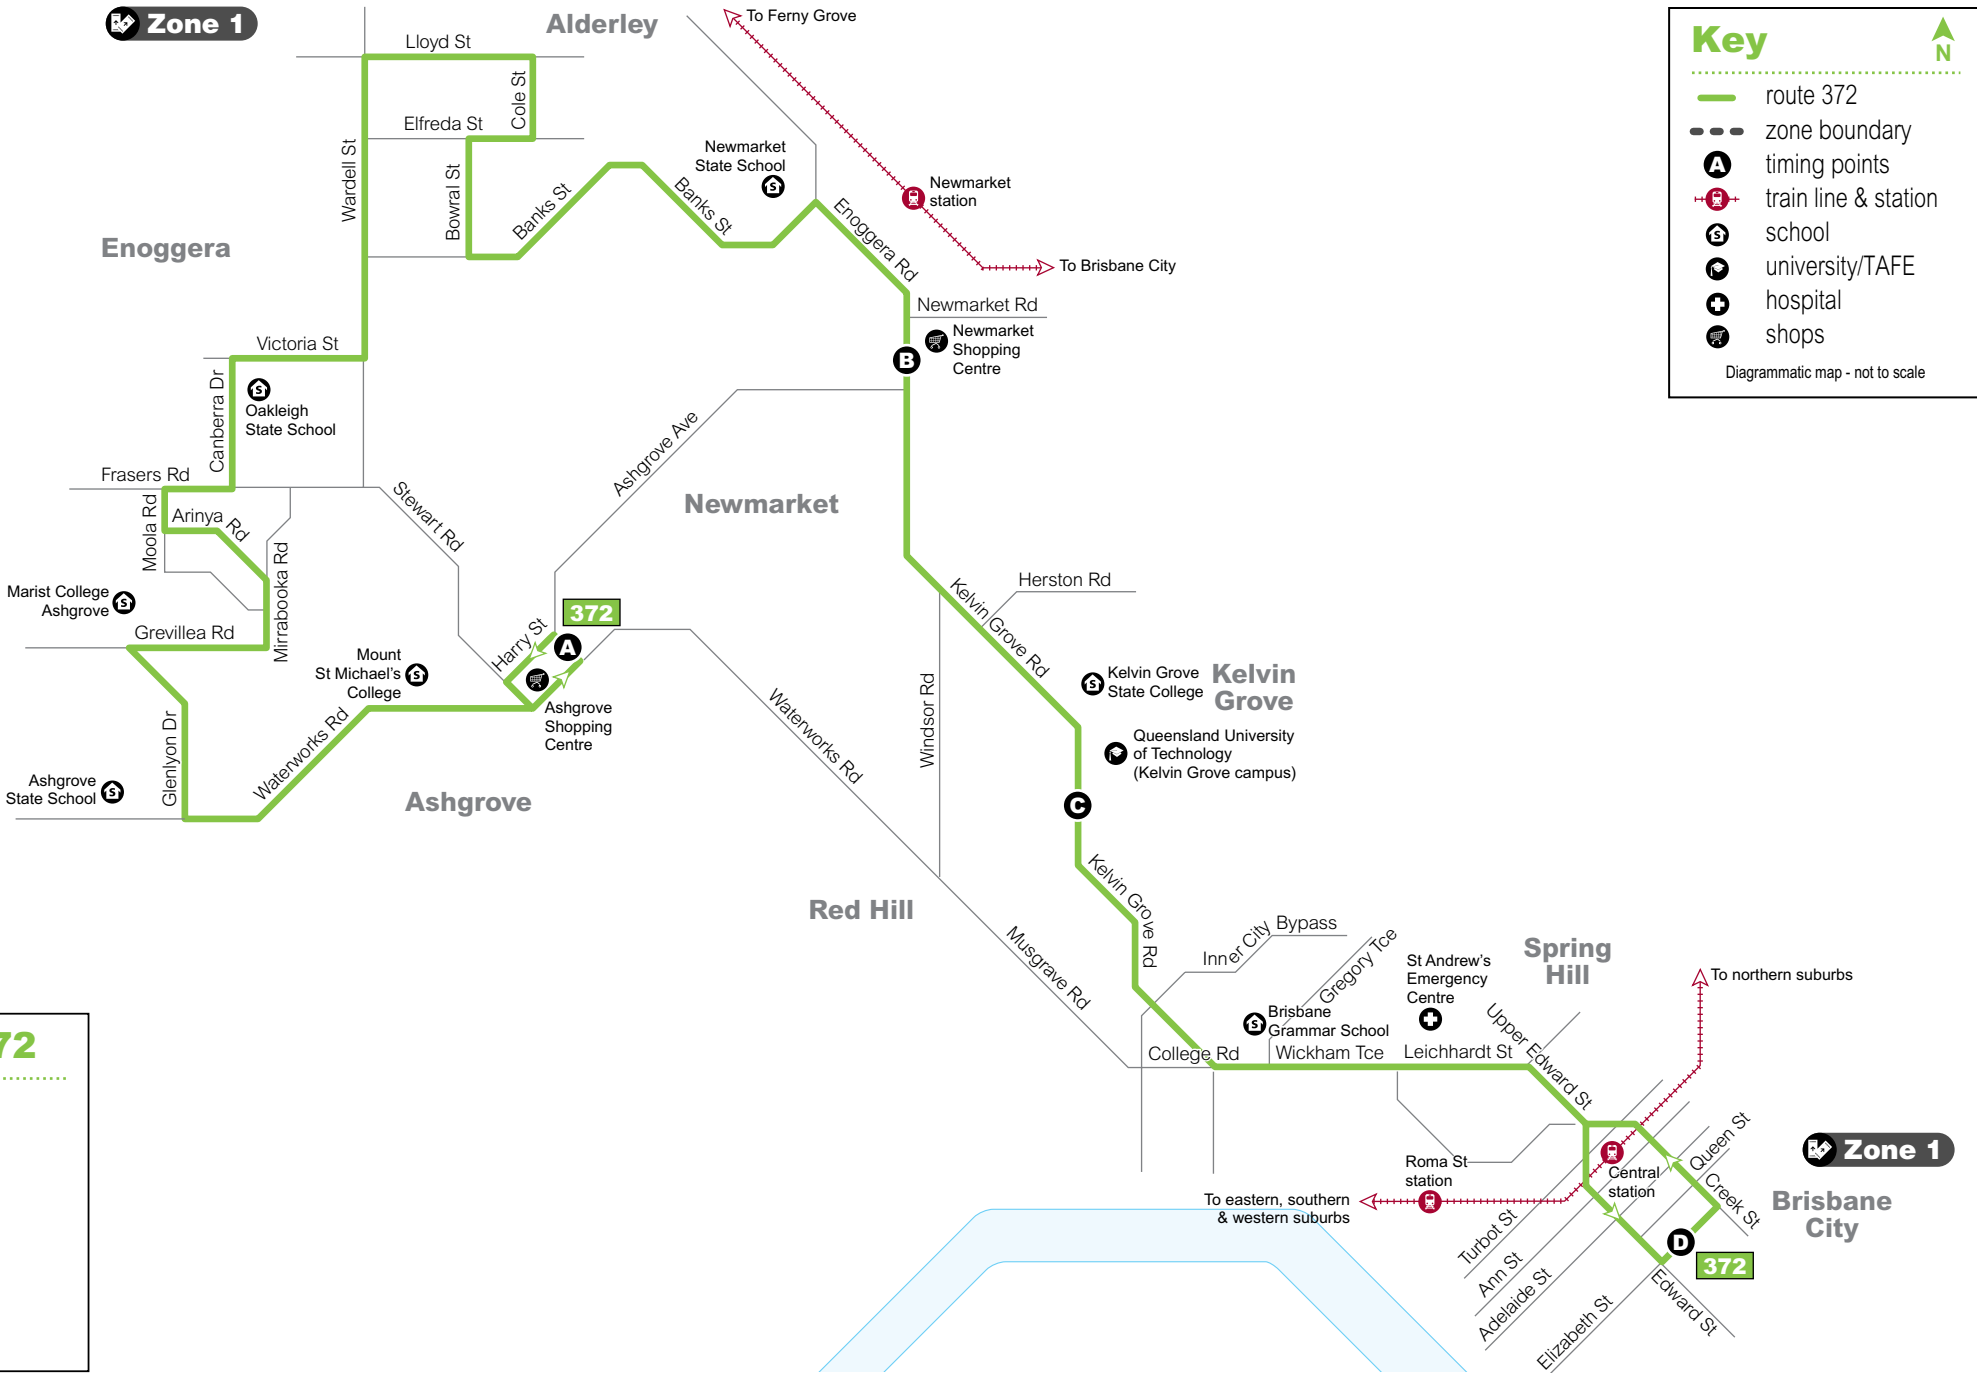 Zone 1
Alderley
To Ferny Grove
Key
N
route 372
zone boundary
A
timing points
train line & station
school
university/TAFE
hospital
shops
Diagrammatic map - not to scale
Lloyd St
Cole St
Elfreda St
Wardell St
Bowral St
Banks St
Banks St
Newmarket
State School
Newmarket
station
Enoggera Rd
Enoggera
To Brisbane City
Newmarket Rd
Newmarket
Shopping
Centre
B
Victoria St
Canberra Dr
Oakleigh
State School
Ashgrove Ave
Frasers Rd
Moola Rd
Arinya Rd
Stewart Rd
Newmarket
Mirrabooka Rd
Marist College
Ashgrove
Grevillea Rd
372
Harry St
A
Mount
St Michael's
College
Ashgrove
Shopping
Centre
Glenlyon Dr
Waterworks Rd
Ashgrove
State School
Ashgrove
Waterworks Rd
Windsor Rd
Kelvin Grove Rd
Herston Rd
Kelvin Grove
State College
Kelvin
Grove
Queensland University
of Technology
(Kelvin Grove campus)
C
Kelvin Grove Rd
Red Hill
Musgrave Rd
Inner City Bypass
Gregory Tce
St Andrew's
Emergency
Centre
Spring
Hill
To northern suburbs
Brisbane
Grammar School
College Rd
Wickham Tce
Leichhardt St
Upper Edward St
72
Roma St
station
To eastern, southern
& western suburbs
Central
station
Queen St
Creek St
Zone 1
Brisbane
City
D
372
Turbot St
Ann St
Adelaide St
Elizabeth St
Edward St